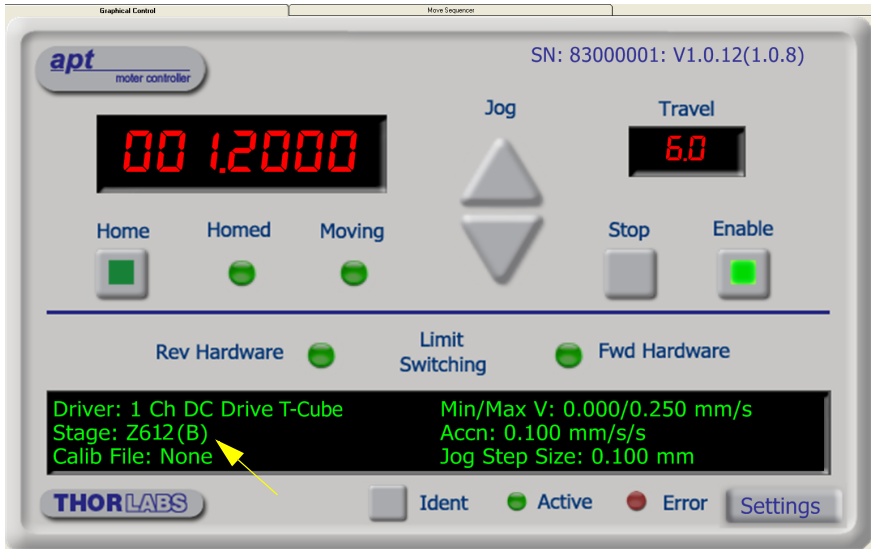 Graphical Control
Move Sequencer
apt
moter controller
SN: 83000001: V1.0.12(1.0.8)
001.2000
Jog
Travel
6.0
Home
Homed
Moving
Stop
Enable
Rev Hardware
Limit
Switching
Fwd Hardware
Driver: 1 Ch DC Drive T-Cube
Stage: Z612(B)
Calib File: None
Min/Max V: 0.000/0.250 mm/s
Accn: 0.100 mm/s/s
Jog Step Size: 0.100 mm
THORLABS
Ident
Active
Error
Settings